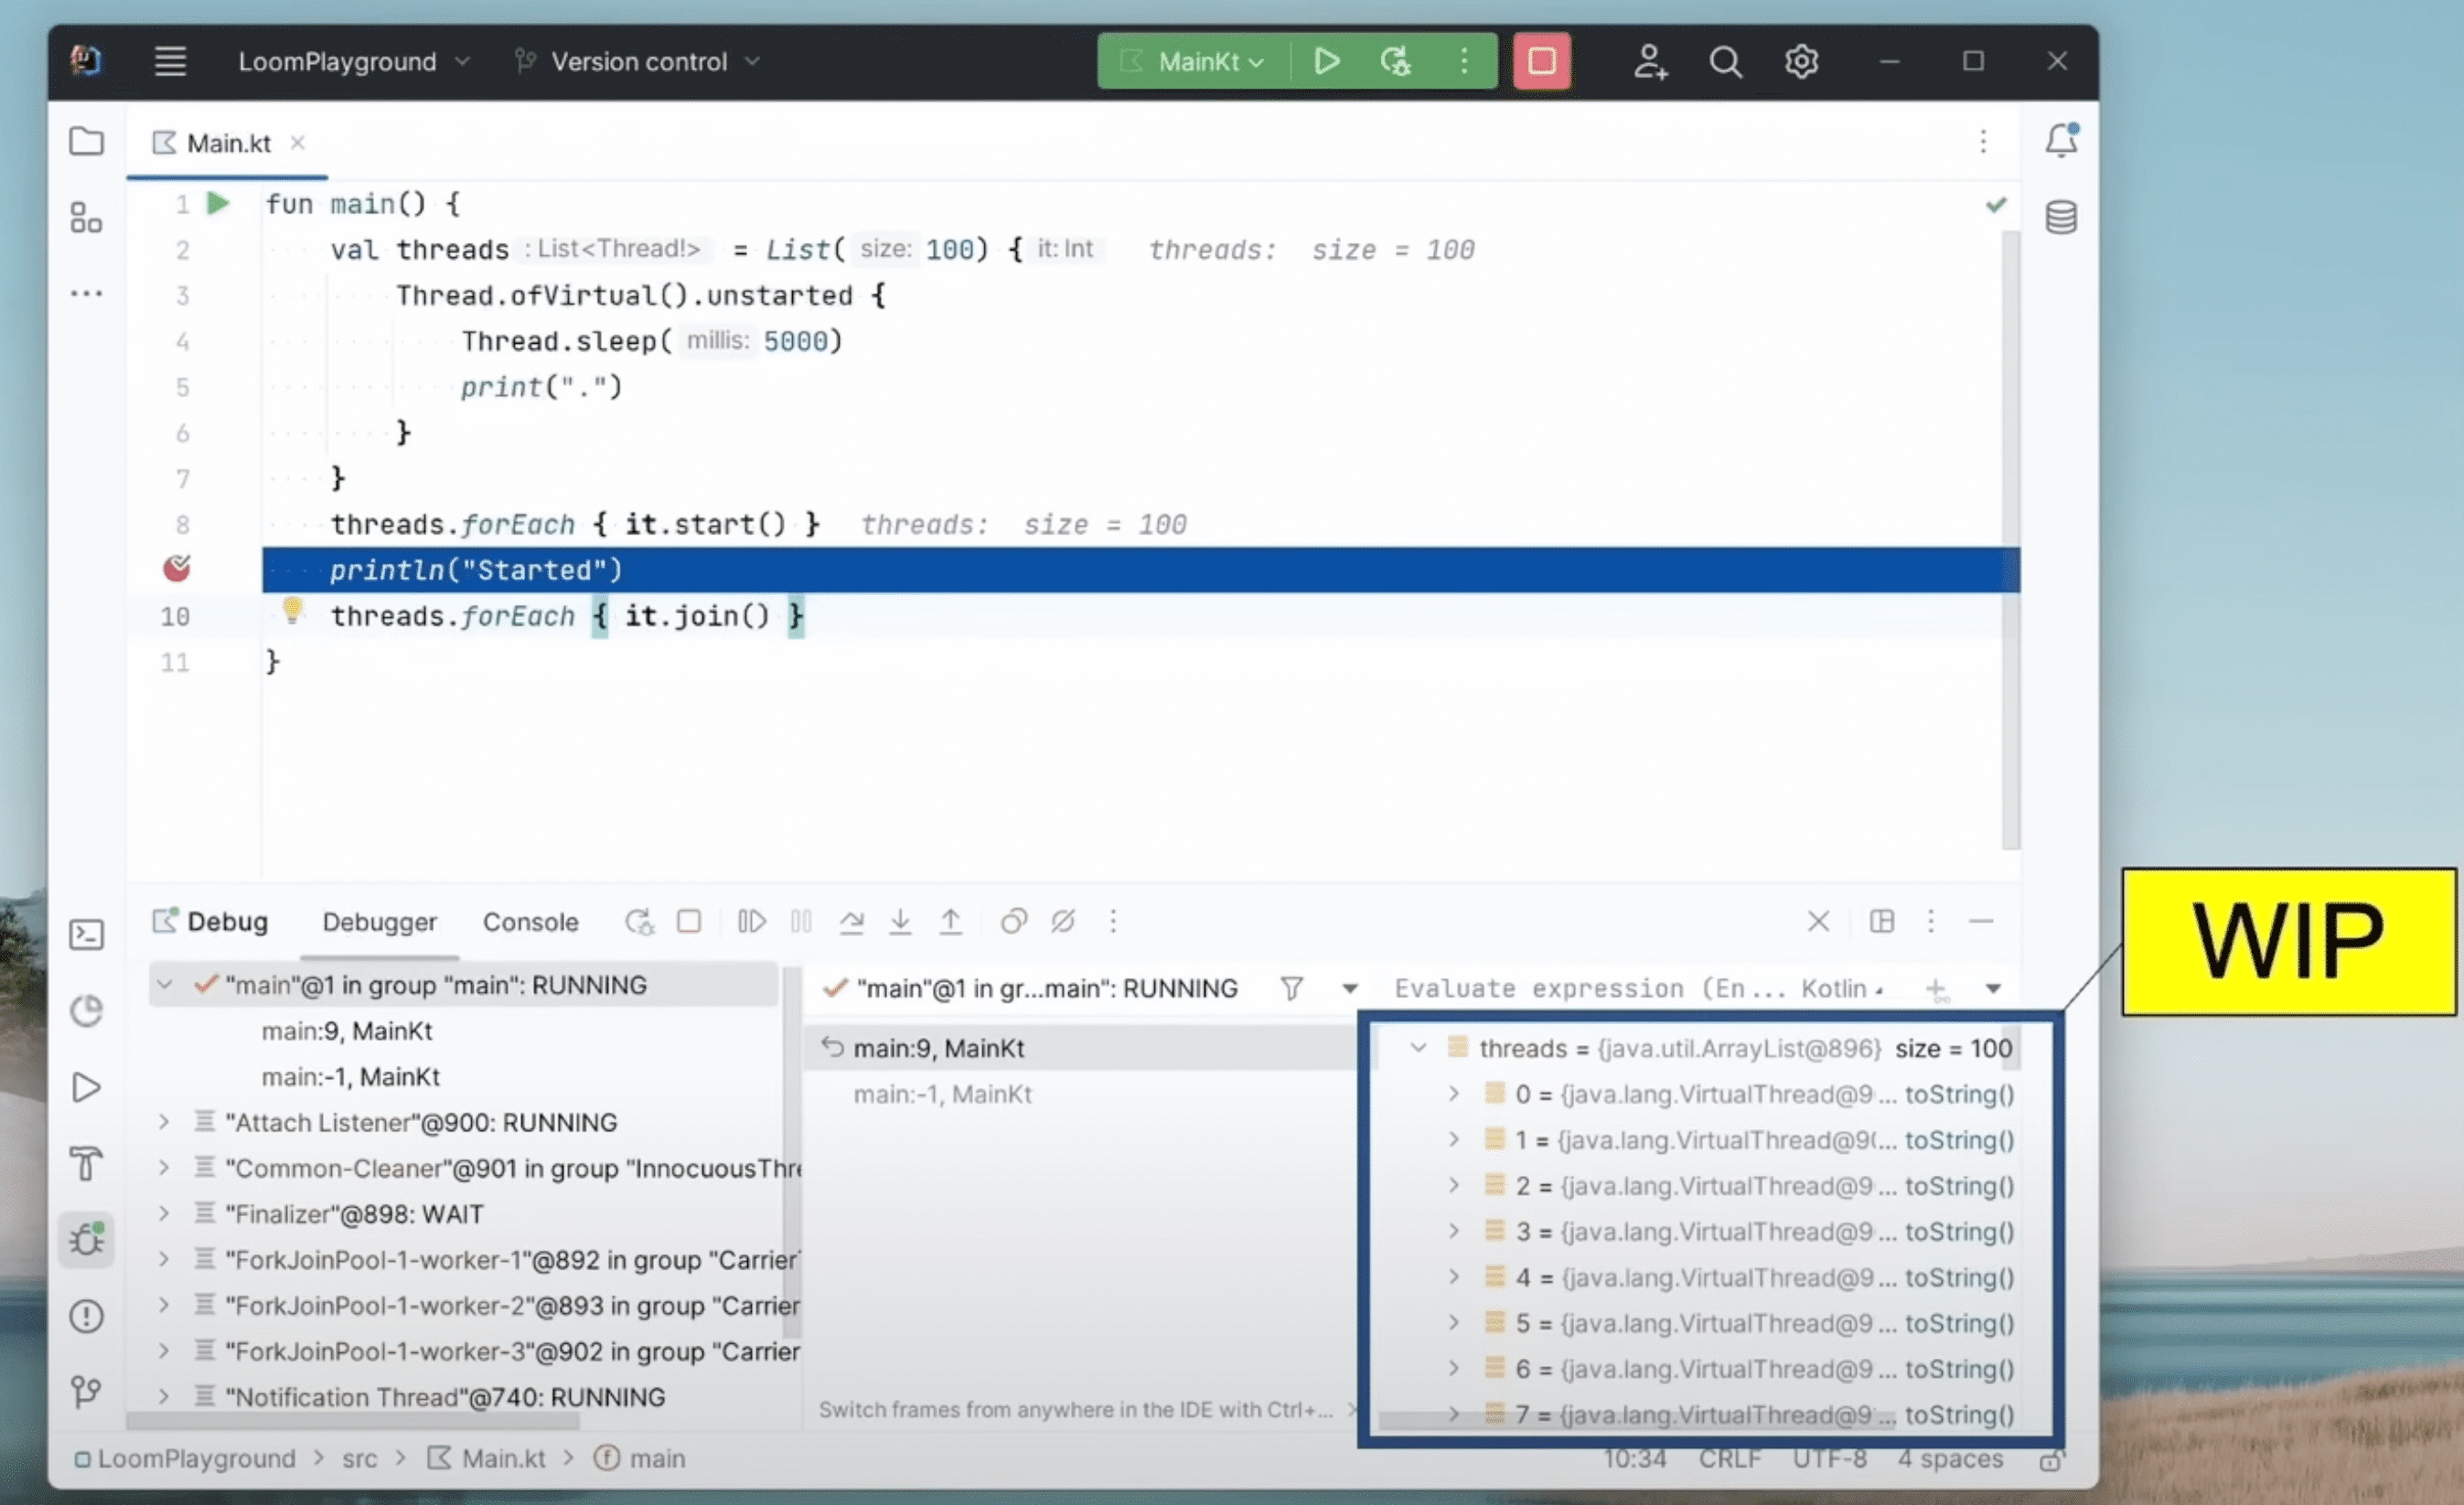 LoomPlayground Version control MainKt
Main.kt
1 fun main() {
2 val threads : List<Thread!> = List( size: 100) { it: Int threads: size = 100
3 Thread.ofVirtual().unstarted {
4 Thread.sleep( millis: 5000)
5 print(".")
6 }
7 }
8 threads.forEach { it.start() } threads: size = 100
println("Started")
10 threads.forEach { it.join() }
11 }
WIP
Debug Debugger Console
"main"@1 in group "main": RUNNING
main:9, MainKt
main:-1, MainKt
"Attach Listener"@900: RUNNING
"Common-Cleaner"@901 in group "InnocuousThre
"Finalizer"@898: WAIT
"ForkJoinPool-1-worker-1"@892 in group "Carrier
"ForkJoinPool-1-worker-2"@893 in group "Carrier
"ForkJoinPool-1-worker-3"@902 in group "Carrier
"Notification Thread"@740: RUNNING
"main"@1 in gr...main": RUNNING
main:9, MainKt
main:-1, MainKt
Switch frames from anywhere in the IDE with Ctrl+...
Evaluate expression (En... Kotlin
threads = {java.util.ArrayList@896} size = 100
0 = {java.lang.VirtualThread@9... toString()
1 = {java.lang.VirtualThread@90... toString()
2 = {java.lang.VirtualThread@9... toString()
3 = {java.lang.VirtualThread@9... toString()
4 = {java.lang.VirtualThread@9... toString()
5 = {java.lang.VirtualThread@9... toString()
6 = {java.lang.VirtualThread@9... toString()
7 = {java.lang.VirtualThread@9... toString()
LoomPlayground > src > Main.kt > main
10:34 CRLF UTF-8 4 spaces